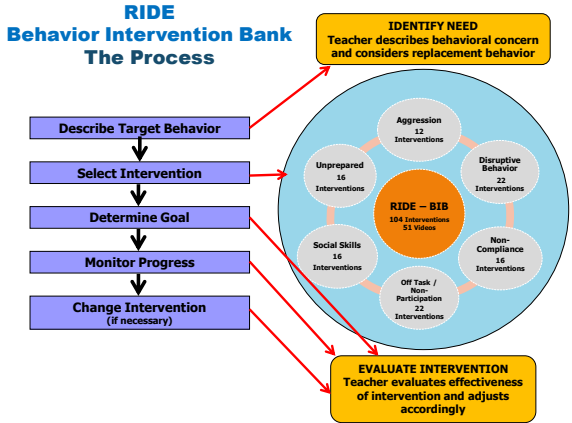 RIDE
Behavior Intervention Bank
The Process
IDENTIFY NEED
Teacher describes behavioral concern
and considers replacement behavior
Describe Target Behavior
Select Intervention
Determine Goal
Monitor Progress
Change Intervention
(if necessary)
Aggression
12
Interventions
Disruptive
Behavior
22
Interventions
Unprepared
16
Interventions
RIDE – BIB
104 Interventions
51 Videos
Social Skills
16
Interventions
Non-
Compliance
16
Interventions
Off Task /
Non-
Participation
22
Interventions
EVALUATE INTERVENTION
Teacher evaluates effectiveness
of intervention and adjusts
accordingly